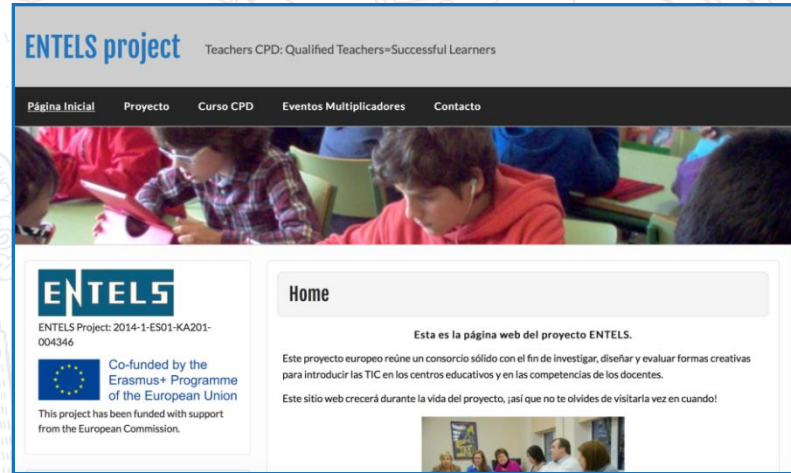 ENTELS project
Teachers CPD: Qualified Teachers=Successful Learners
Página Inicial Proyecto Curso CPD Eventos Multiplicadores Contacto
ENTELS
ENTELS Project: 2014-1-ES01-KA201-
004346
Co-funded by the
Erasmus+ Programme
of the European Union
This project has been funded with support
from the European Commission.
Home
Esta es la página web del proyecto ENTELS.
Este proyecto europeo reúne un consorcio sólido con el fin de investigar, diseñar y evaluar formas creativas
para introducir las TIC en los centros educativos y en las competencias de los docentes.
Este sitio web crecerá durante la vida del proyecto, ¡así que no te olvides de visitarla vez en cuando!